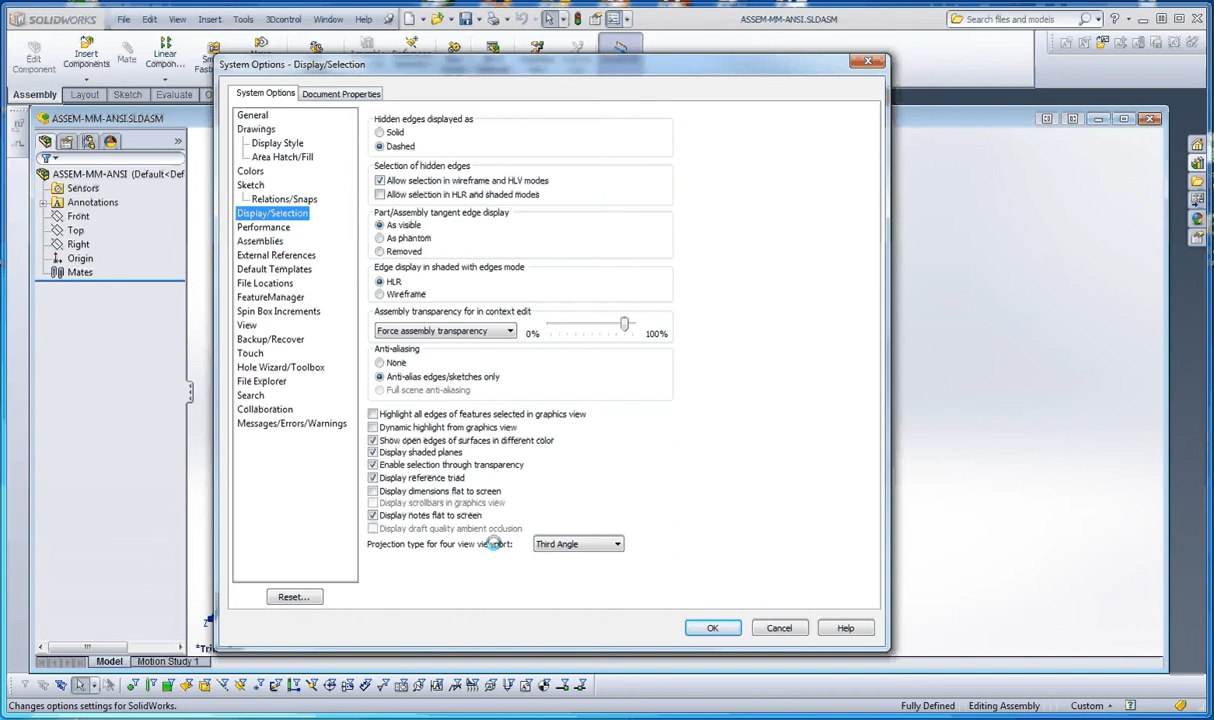 SOLIDWORKS File Edit View Insert Tools 3Dcontrol Window Help ASSEM-MM-ANSI.SLDASM Search files and models
Edit Component
Insert Components
Mate
Linear Compon...
Assembly Layout Sketch Evaluate
ASSEM-MM-ANSI.SLDASM
ASSEM-MM-ANSI (Default<Def
Sensors
Annotations
Front
Top
Right
Origin
Mates
System Options - Display/Selection
System Options Document Properties
General
Drawings
Display Style
Area Hatch/Fill
Colors
Sketch
Relations/Snaps
Display/Selection
Performance
Assemblies
External References
Default Templates
File Locations
FeatureManager
Spin Box Increments
View
Backup/Recover
Touch
Hole Wizard/Toolbox
File Explorer
Search
Collaboration
Messages/Errors/Warnings
Reset...
Hidden edges displayed as
Solid
Dashed
Selection of hidden edges
Allow selection in wireframe and HLV modes
Allow selection in HLR and shaded modes
Part/Assembly tangent edge display
As visible
As phantom
Removed
Edge display in shaded with edges mode
HLR
Wireframe
Assembly transparency for in context edit
Force assembly transparency 0% 100%
Anti-aliasing
None
Anti-alias edges/sketches only
Full scene anti-aliasing
Highlight all edges of features selected in graphics view
Dynamic highlight from graphics view
Show open edges of surfaces in different color
Display shaded planes
Enable selection through transparency
Display reference triad
Display dimensions flat to screen
Display scrollbars in graphics view
Display notes flat to screen
Display draft quality ambient occlusion
Projection type for four view viewport: Third Angle
OK Cancel Help
Model Motion Study 1
Changes options settings for SolidWorks. Fully Defined Editing Assembly Custom